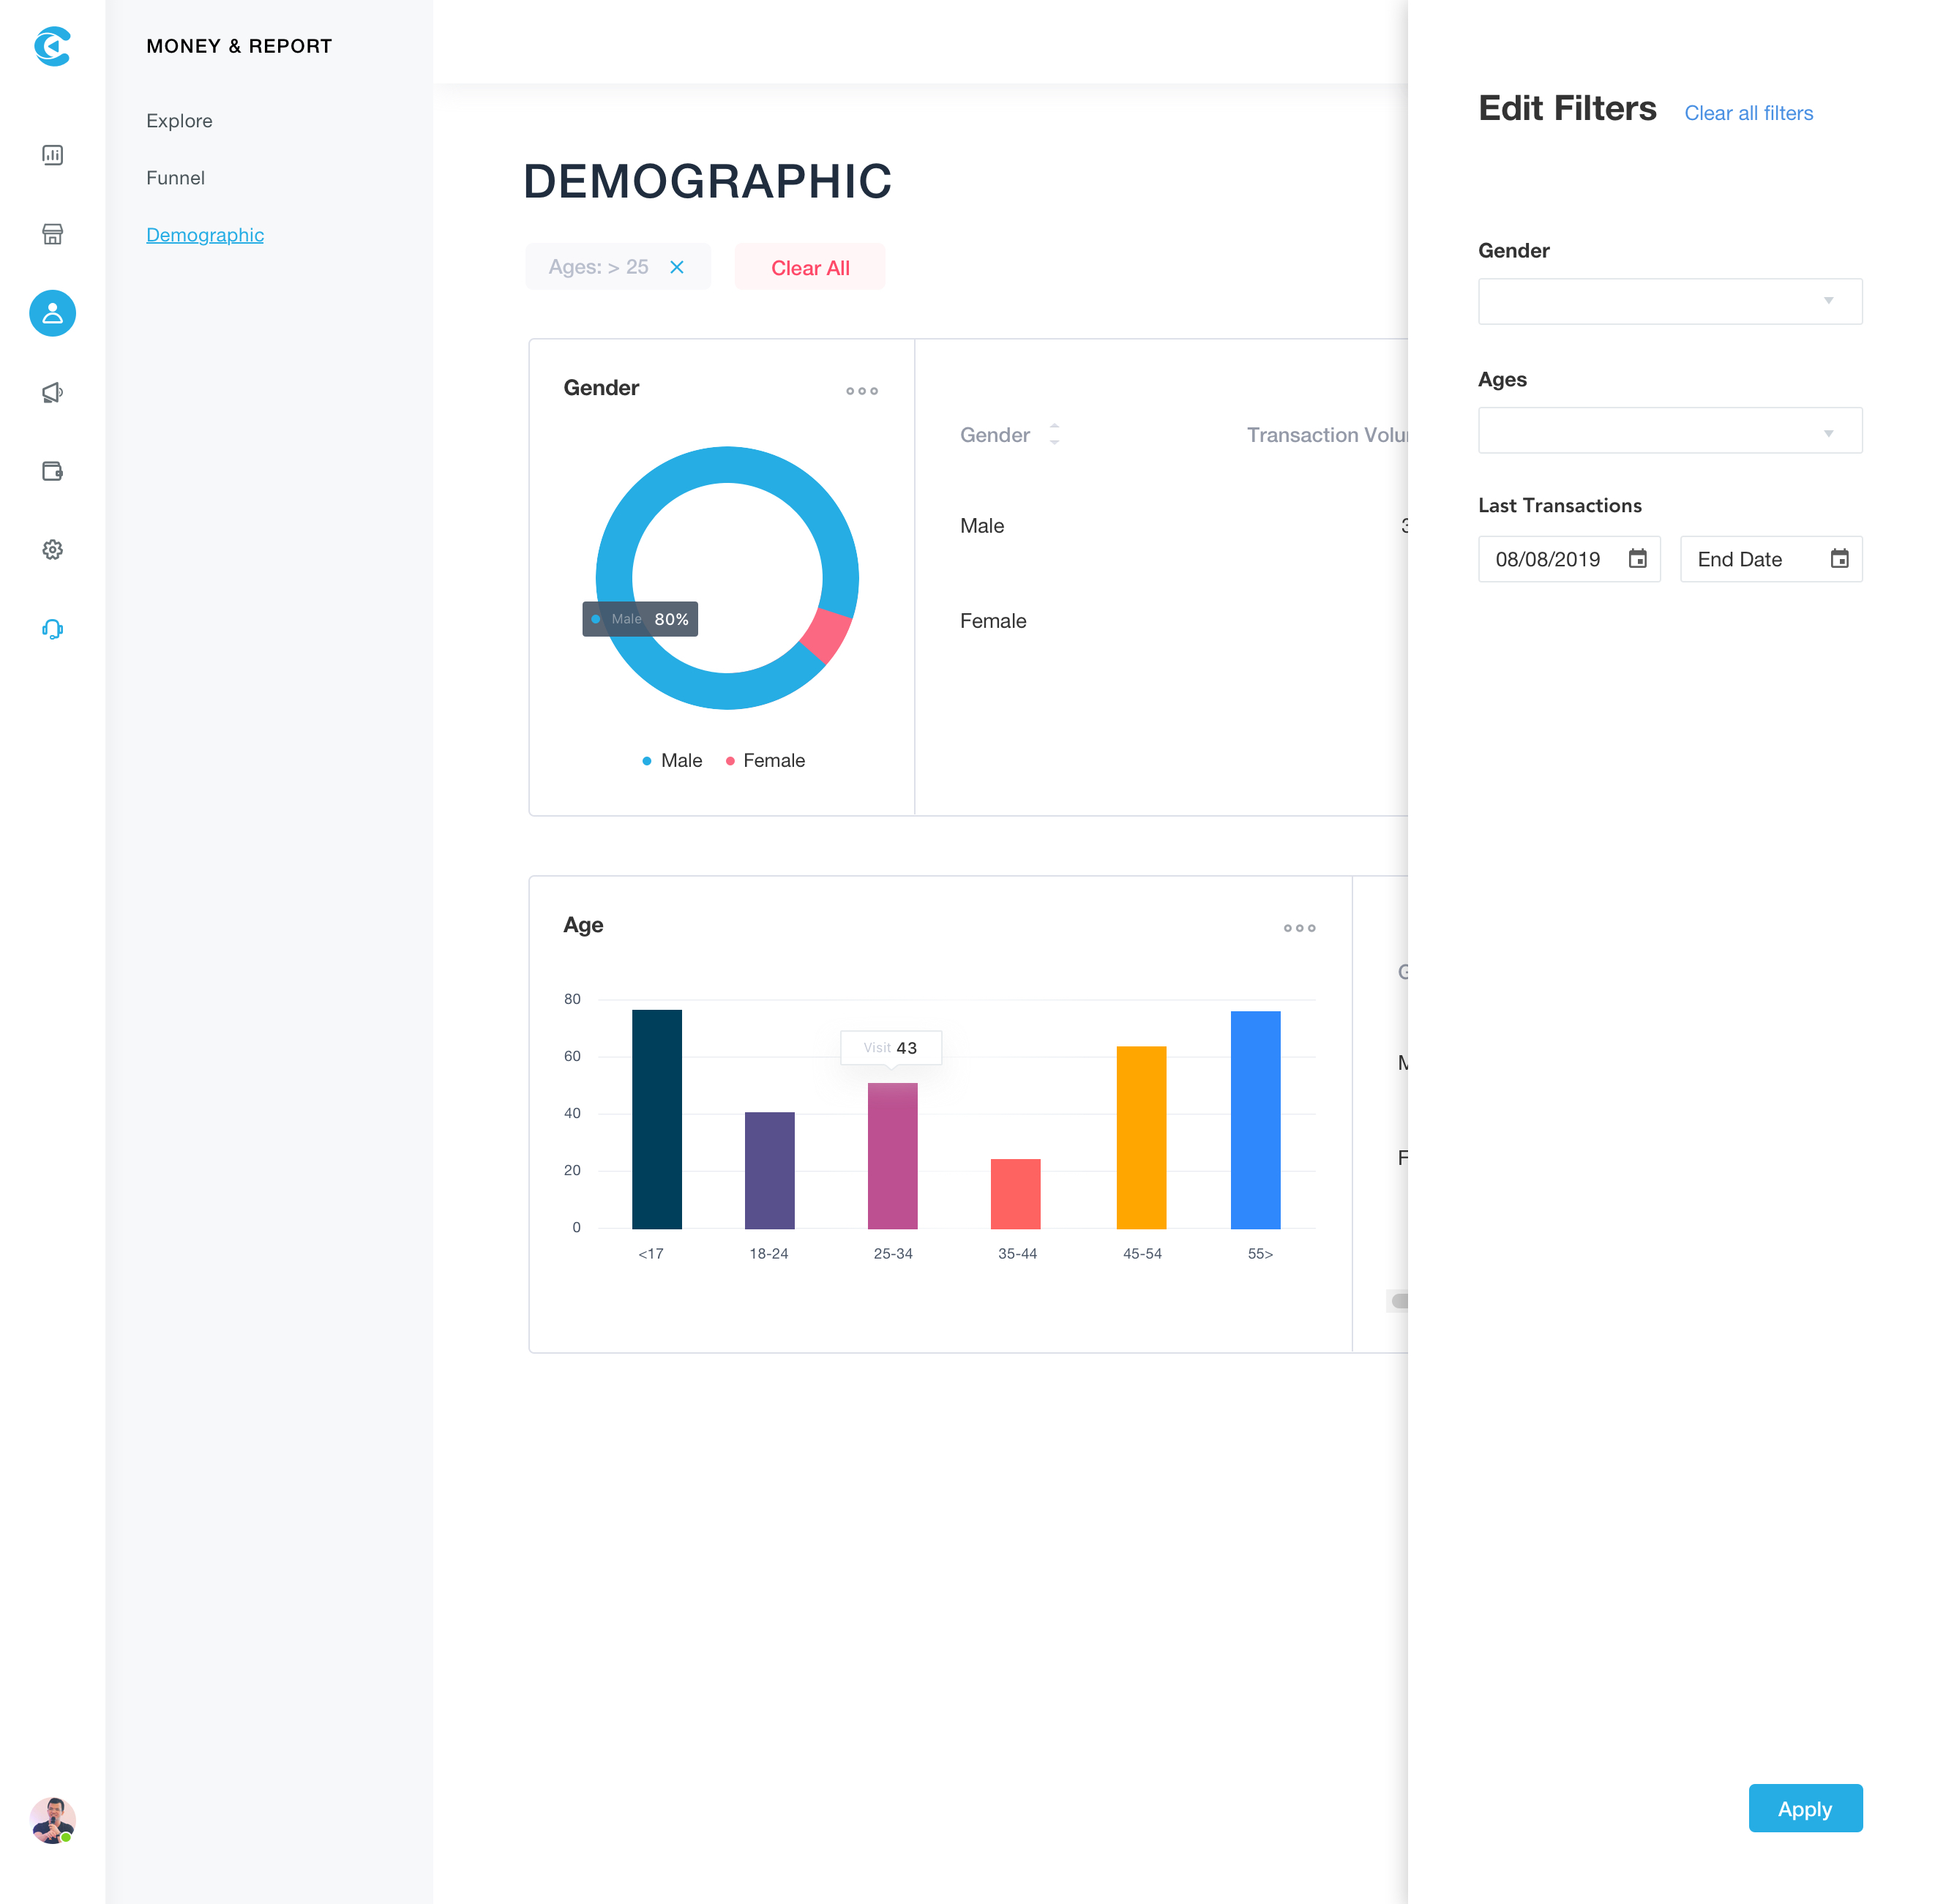 MONEY & REPORT
Explore
Funnel
Demographic
DEMOGRAPHIC
Ages: > 25
Clear All
Gender
Male 80%
Male Female
Gender Transaction
Male
Female
Age
80
60
40
20
0
Visit 43
<17 18-24 25-34 35-44 45-54 55>
Edit Filters Clear all filters
Gender
Ages
Last Transactions
08/08/2019 End Date
Apply